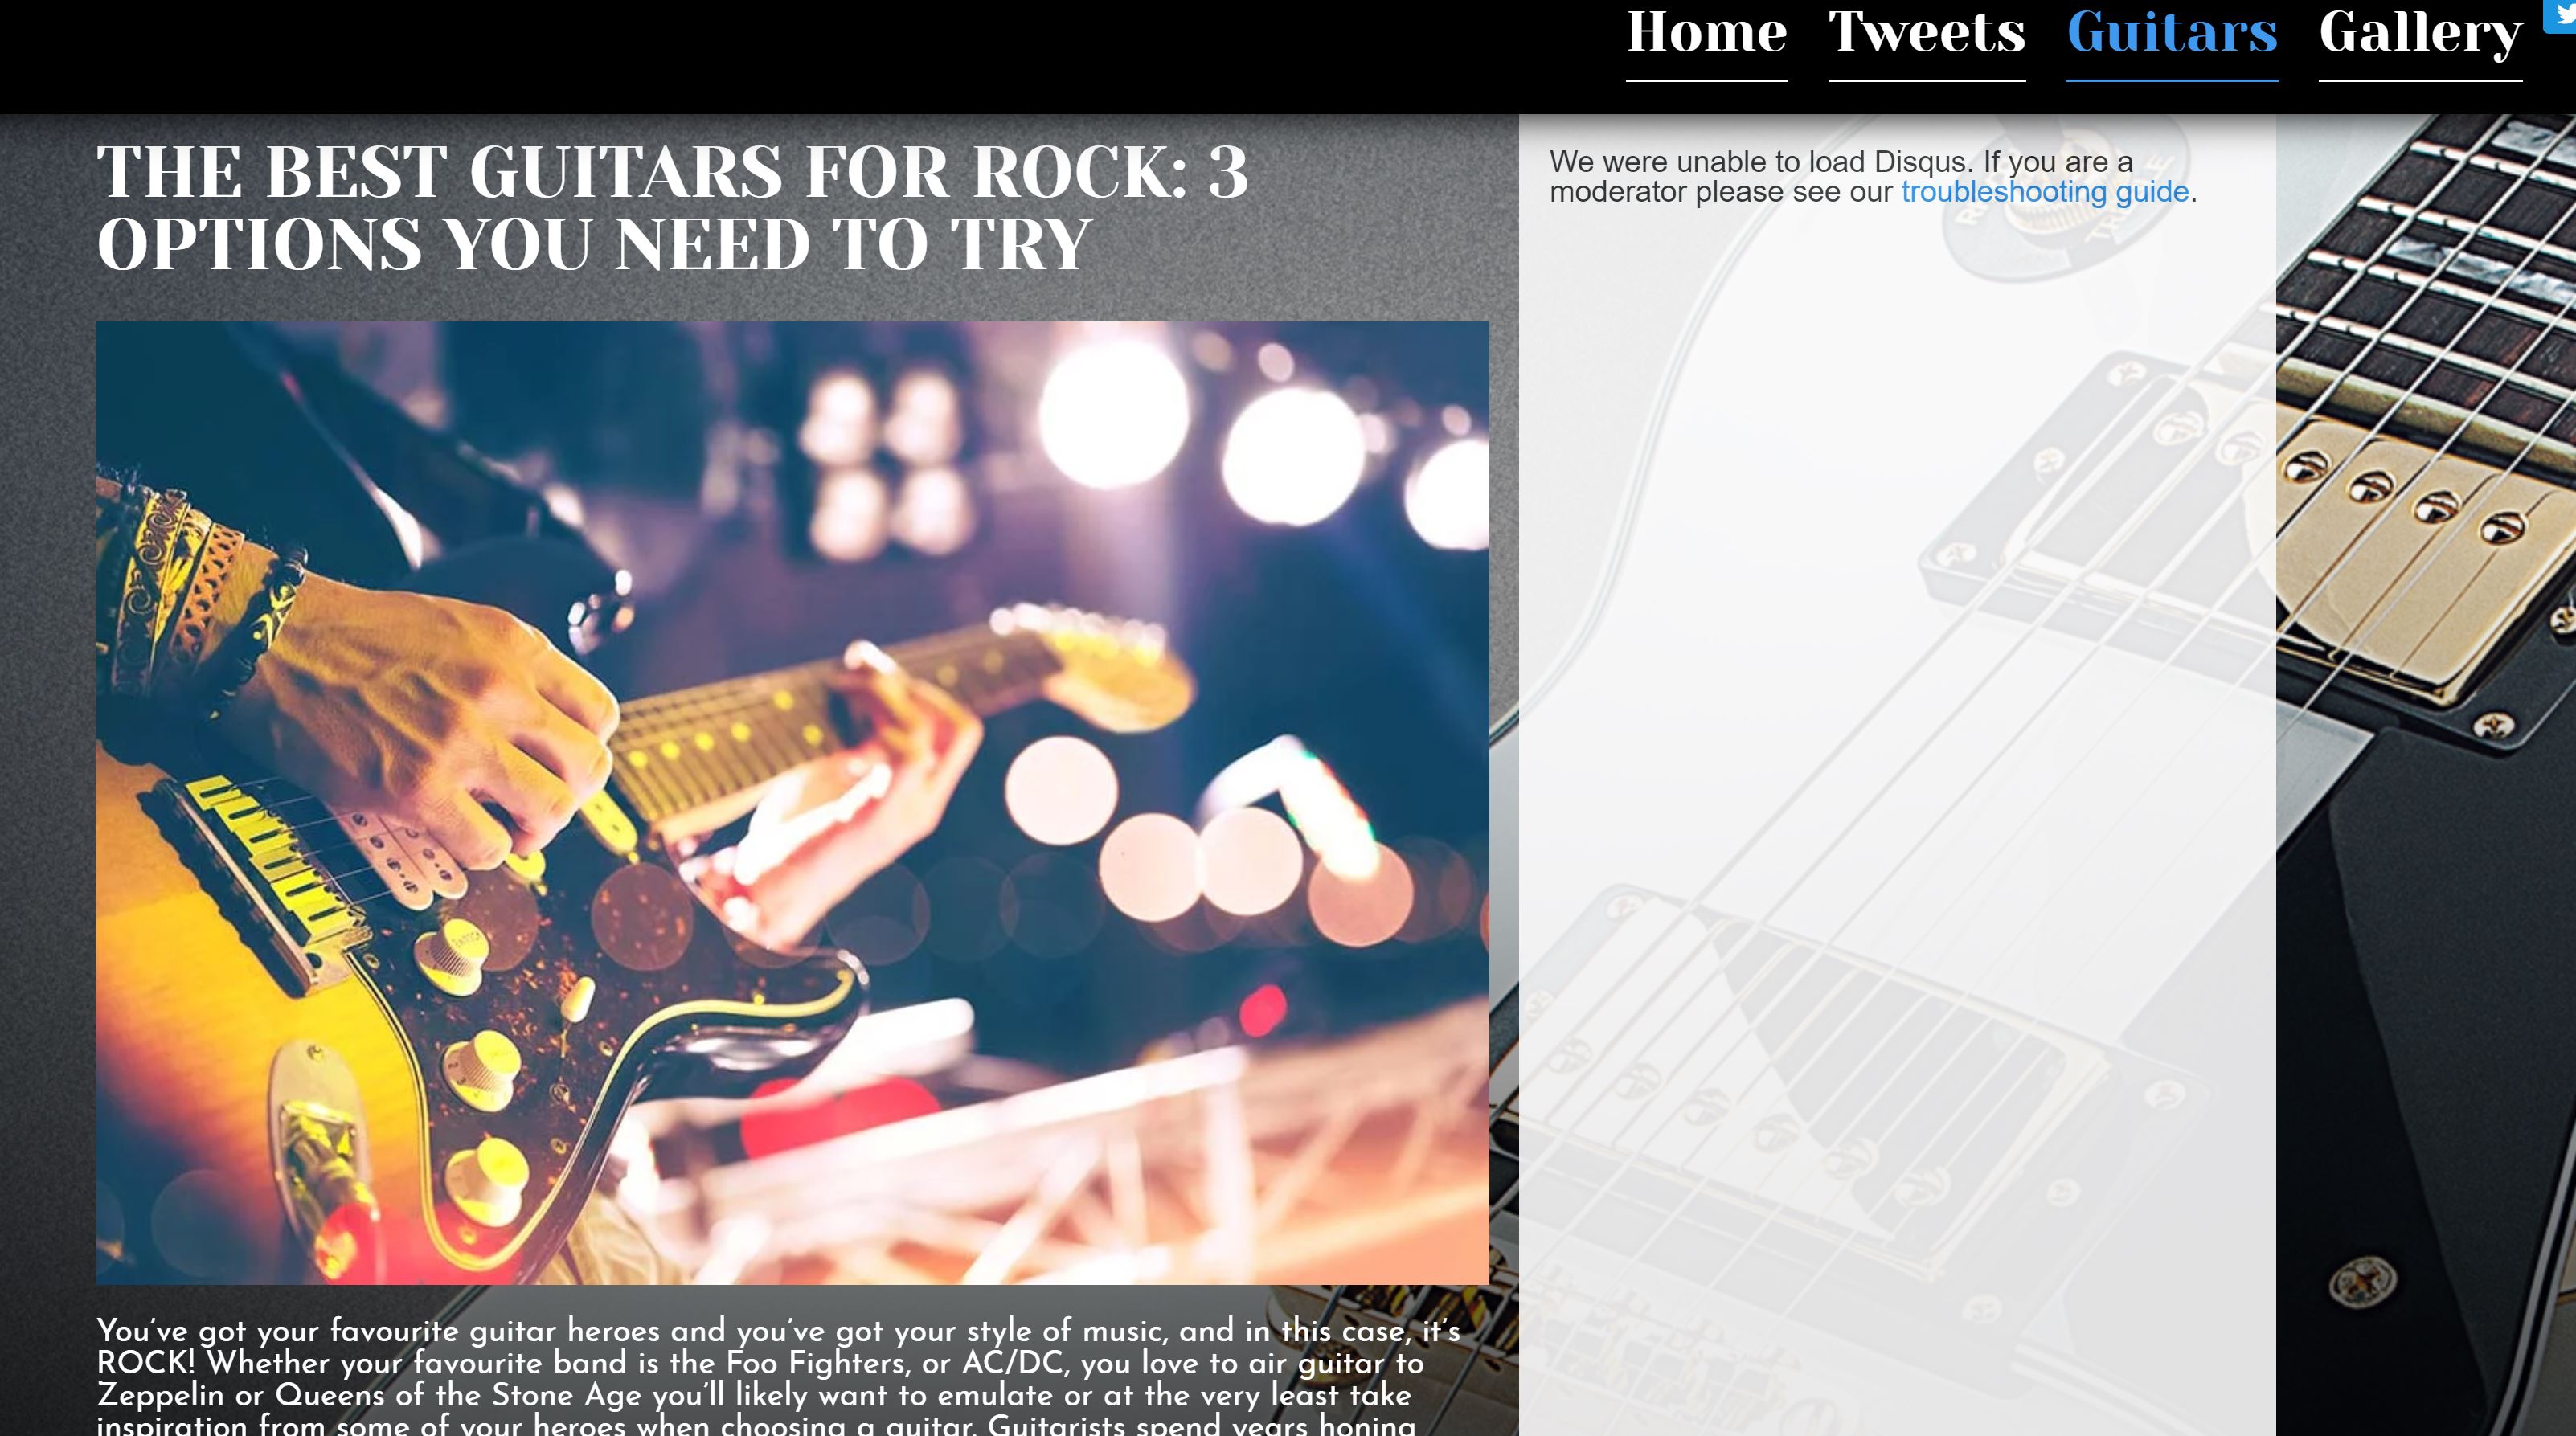 Home Tweets Guitars Gallery
THE BEST GUITARS FOR ROCK: 3
OPTIONS YOU NEED TO TRY
We were unable to load Disqus. If you are a
moderator please see our troubleshooting guide.
You've got your favourite guitar heroes and you've got your style of music, and in this case, it's
ROCK! Whether your favourite band is the Foo Fighters, or AC/DC, you love to air guitar to
Zeppelin or Queens of the Stone Age you'll likely want to emulate or at the very least take
inspiration from some of your heroes when choosing a guitar. Guitarists spend years honing